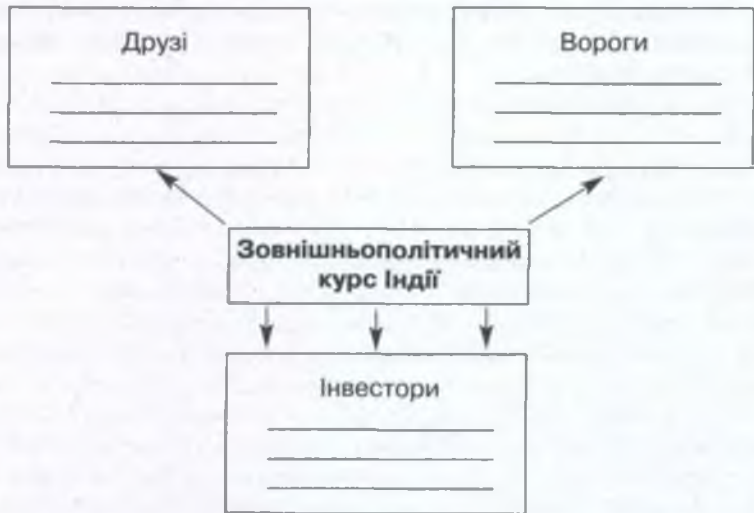 Друзі
Вороги
Зовнішньополітичний
курс Індії
Інвестори